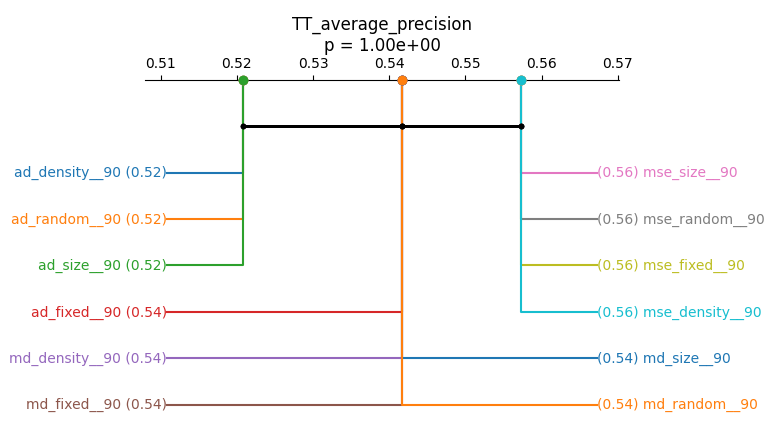 TT_average_precision
p = 1.00e+00
0.51 0.52 0.53 0.54 0.55 0.56 0.57
ad_density__90 (0.52) (0.56) mse_size__90
ad_random__90 (0.52) (0.56) mse_random__90
ad_size__90 (0.52) (0.56) mse_fixed__90
ad_fixed__90 (0.54) (0.56) mse_density__90
md_density__90 (0.54) (0.54) md_size__90
md_fixed__90 (0.54) (0.54) md_random__90